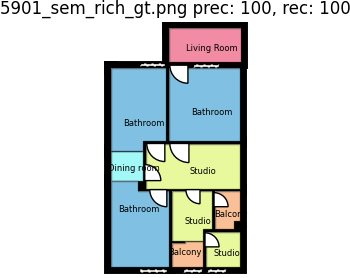 5901_sem_rich_gt.png prec: 100, rec: 100
Living Room
Bathroom
Bathroom
Dining room
Studio
Bathroom
Studio
Balcon
Balcony
Studio